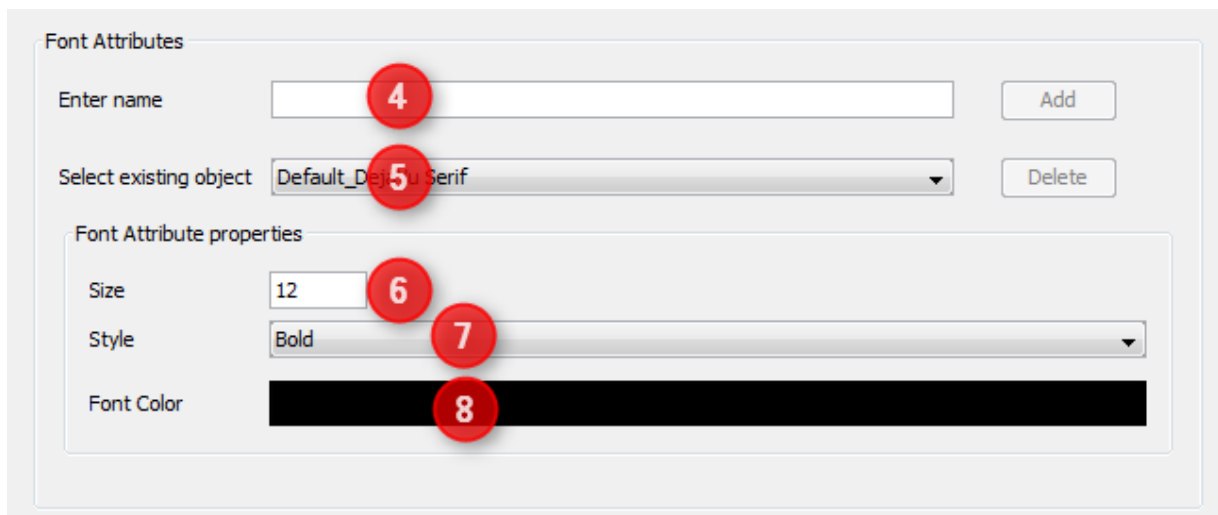 Font Attributes
Enter name 4 Add
Select existing object Default_Dej 5 u Serif Delete
Font Attribute properties
Size 12 6
Style Bold 7
Font Color 8